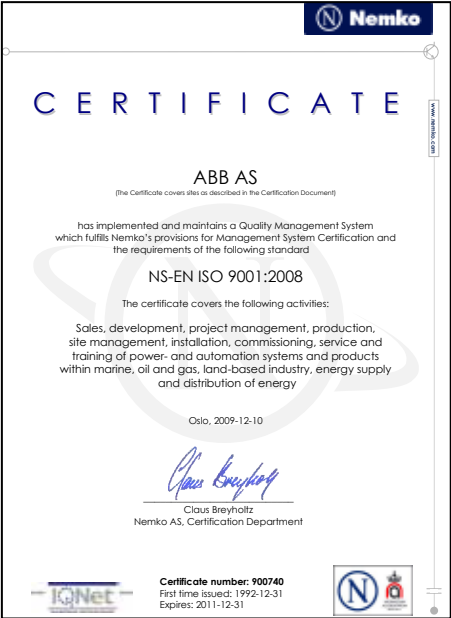 Nemko
CERTIFICATE
www.nemko.com
ABB AS
(The Certificate covers sites as described in the Certification Document)
has implemented and maintains a Quality Management System
which fulfills Nemko's provisions for Management System Certification and
the requirements of the following standard
NS-EN ISO 9001:2008
The certificate covers the following activities:
Sales, development, project management, production,
site management, installation, commissioning, service and
training of power- and automation systems and products
within marine, oil and gas, land-based industry, energy supply
and distribution of energy
Oslo, 2009-12-10
Claus Breyholtz
Claus Breyholtz
Nemko AS, Certification Department
IQNet
Certificate number: 900740
First time issued: 1992-12-31
Expires: 2011-12-31
N